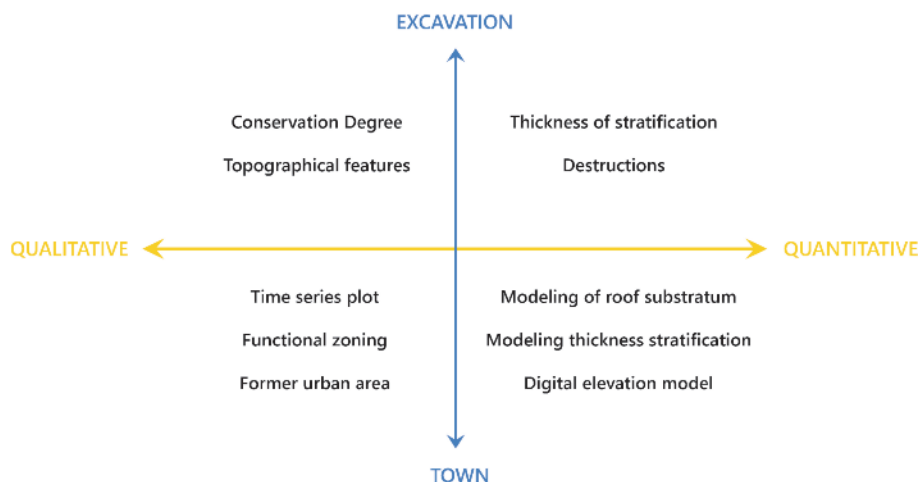 EXCAVATION
Conservation Degree
Thickness of stratification
Topographical features
Destructions
QUALITATIVE
QUANTITATIVE
Time series plot
Modeling of roof substratum
Functional zoning
Modeling thickness stratification
Former urban area
Digital elevation model
TOWN